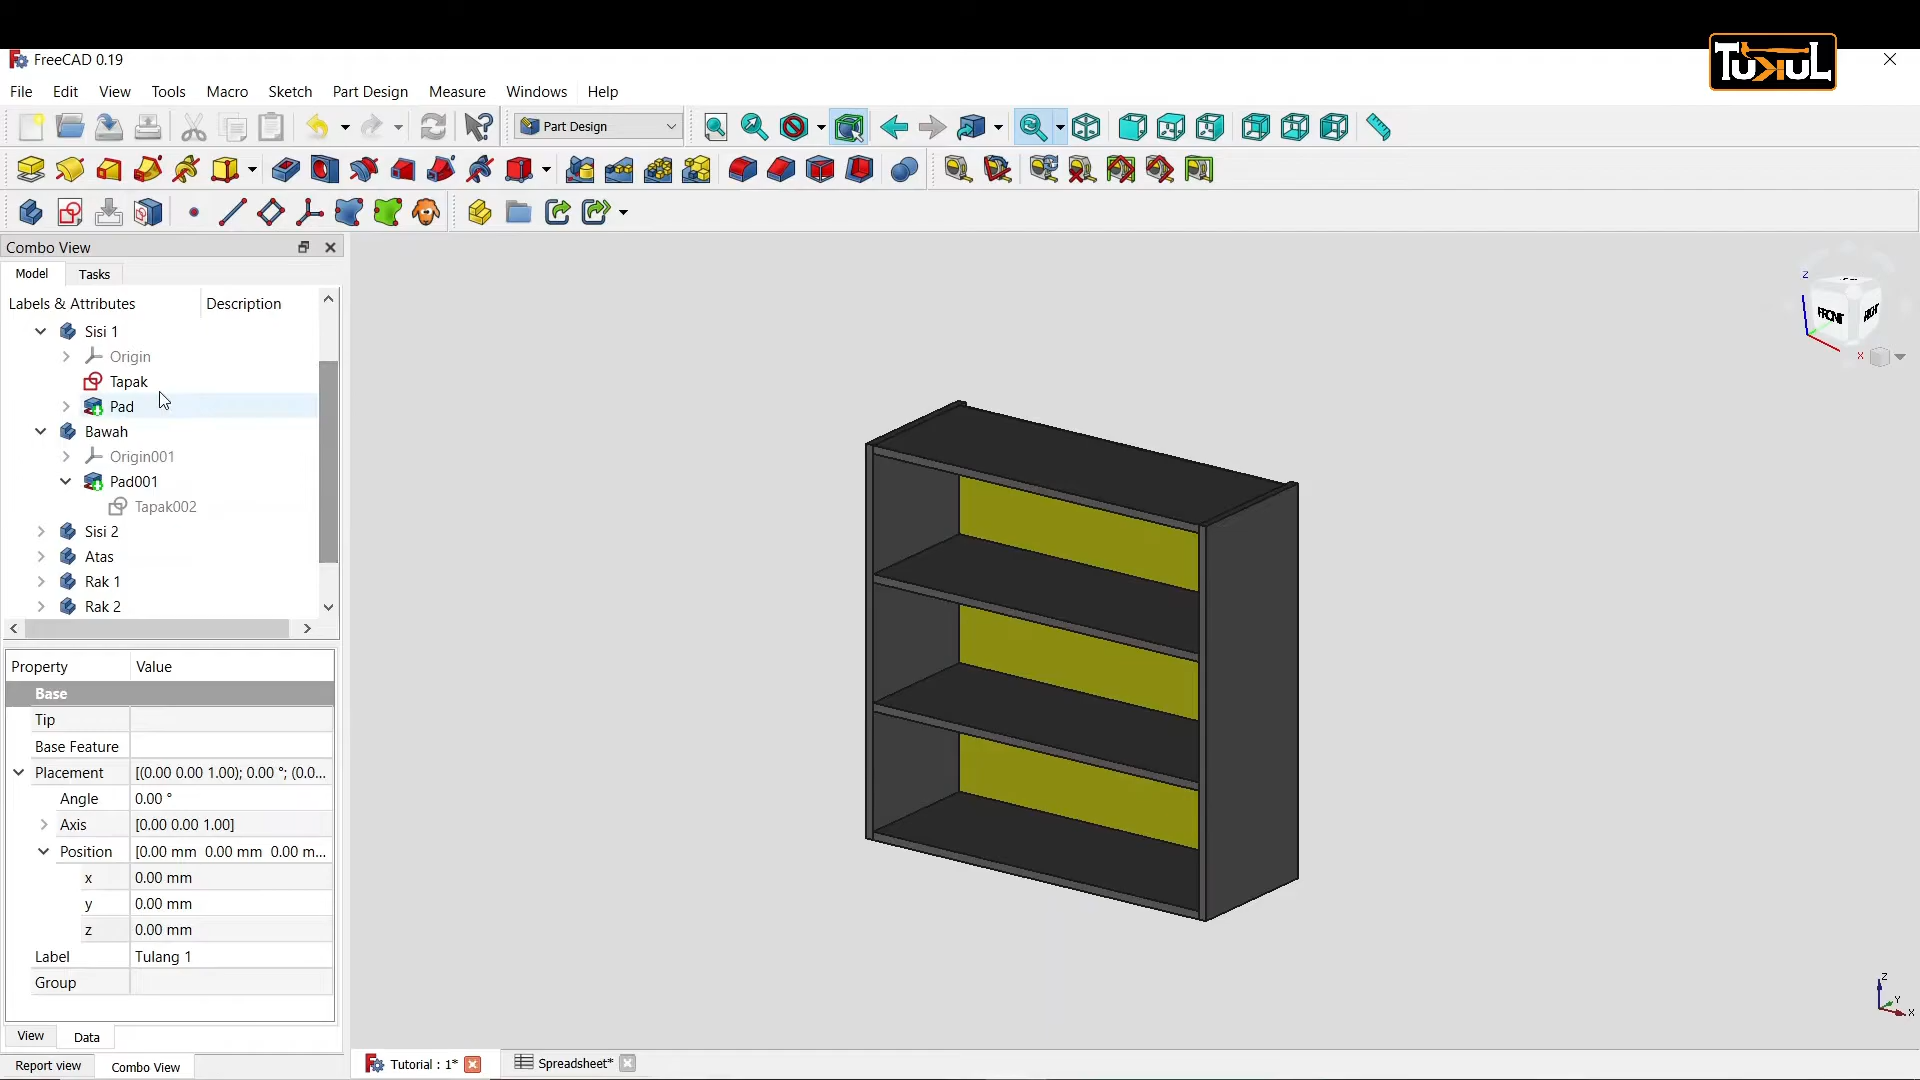 TUKUL
FreeCAD 0.19
File Edit View Tools Macro Sketch Part Design Measure Windows Help
Part Design
Combo View
Model Tasks
Labels & Attributes Description
Sisi 1
Origin
Tapak
Pad
Bawah
Origin001
Pad001
Tapak002
Sisi 2
Atas
Rak 1
Rak 2
Property Value
Base
Tip
Base Feature
Placement [(0.00 0.00 1.00); 0.00 °; (0.0...
Angle 0.00 °
Axis [0.00 0.00 1.00]
Position [0.00 mm 0.00 mm 0.00 m...
x 0.00 mm
y 0.00 mm
z 0.00 mm
Label Tulang 1
Group
View Data
Report view Combo View
Tutorial : 1*
Spreadsheet*
Z
FRONT
RIGHT
X
Z
Y
X